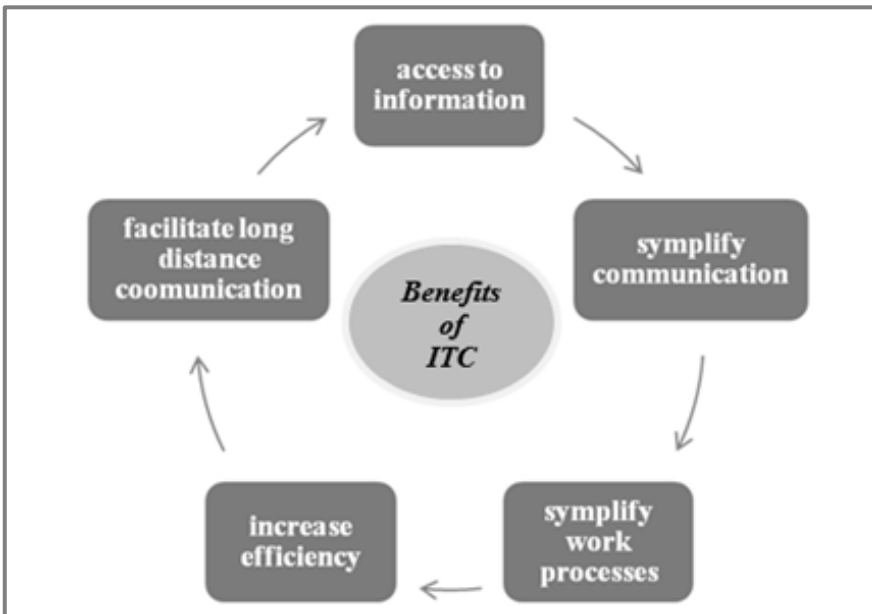 access to
information
symplify
communication
symplify
work
processes
increase
efficiency
facilitate long
distance
coomunication
Benefits
of
ITC